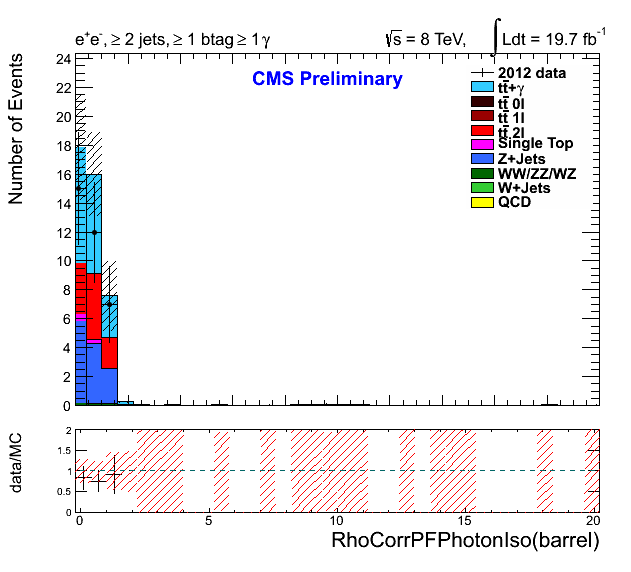 e⁺e⁻, ≥ 2 jets, ≥ 1 btag ≥ 1 γ
√s = 8 TeV, ∫ Ldt = 19.7 fb⁻¹
Number of Events
24
22
20
18
16
14
12
10
8
6
4
2
0
CMS Preliminary
2012 data
tt̄+γ
tt̄ 0l
tt̄ 1l
tt̄ 2l
Single Top
Z+Jets
WW/ZZ/WZ
W+Jets
QCD
data/MC
2
1.5
1
0.5
0
0 5 10 15 20
RhoCorrPFPhotonIso(barrel)